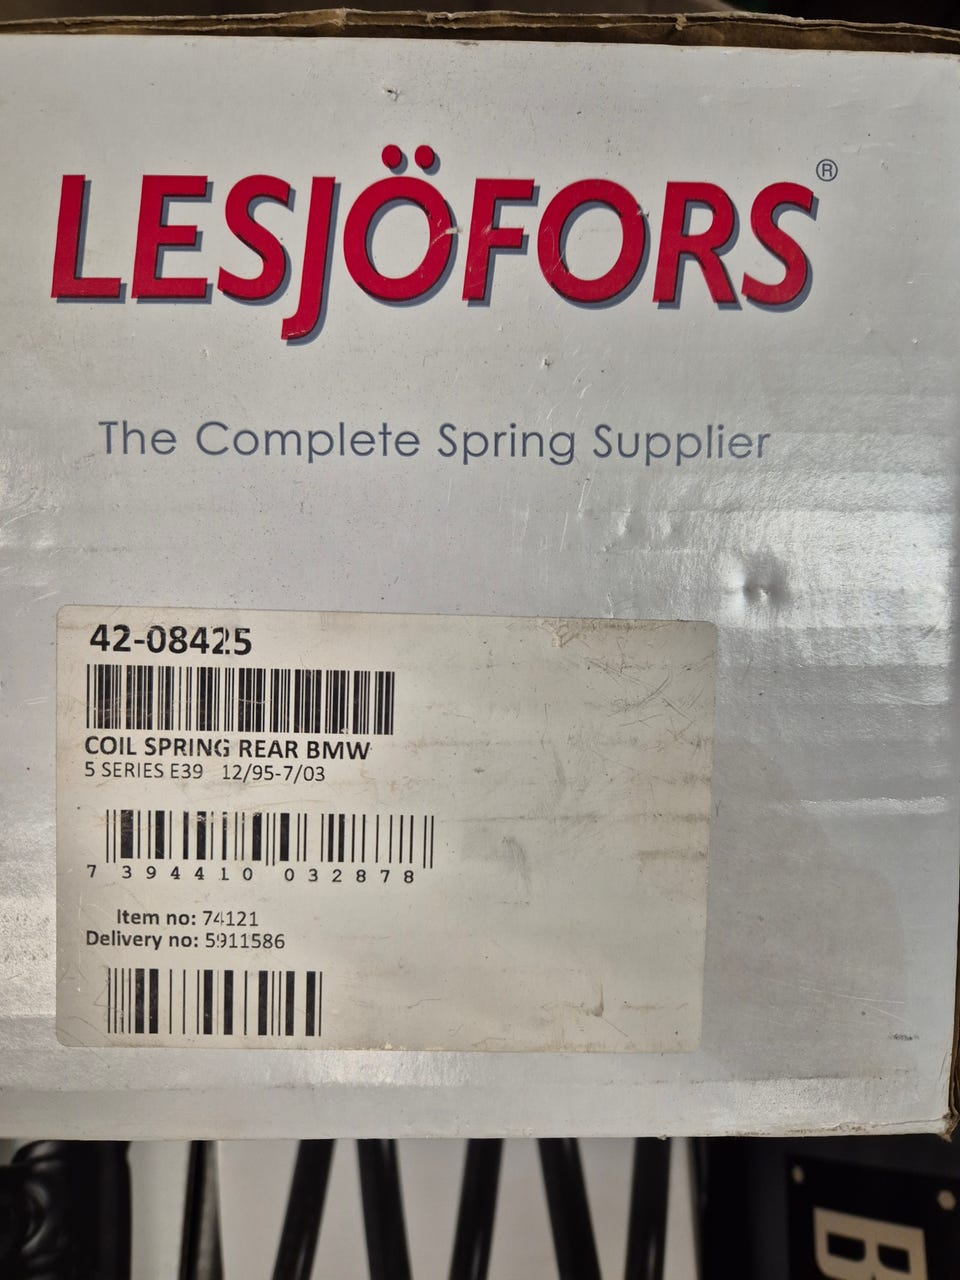 LESJÖFORS®
The Complete Spring Supplier
42-08425
COIL SPRING REAR BMW
5 SERIES E39 12/95-7/03
7 394410 032878
Item no: 74121
Delivery no: 5911586
B